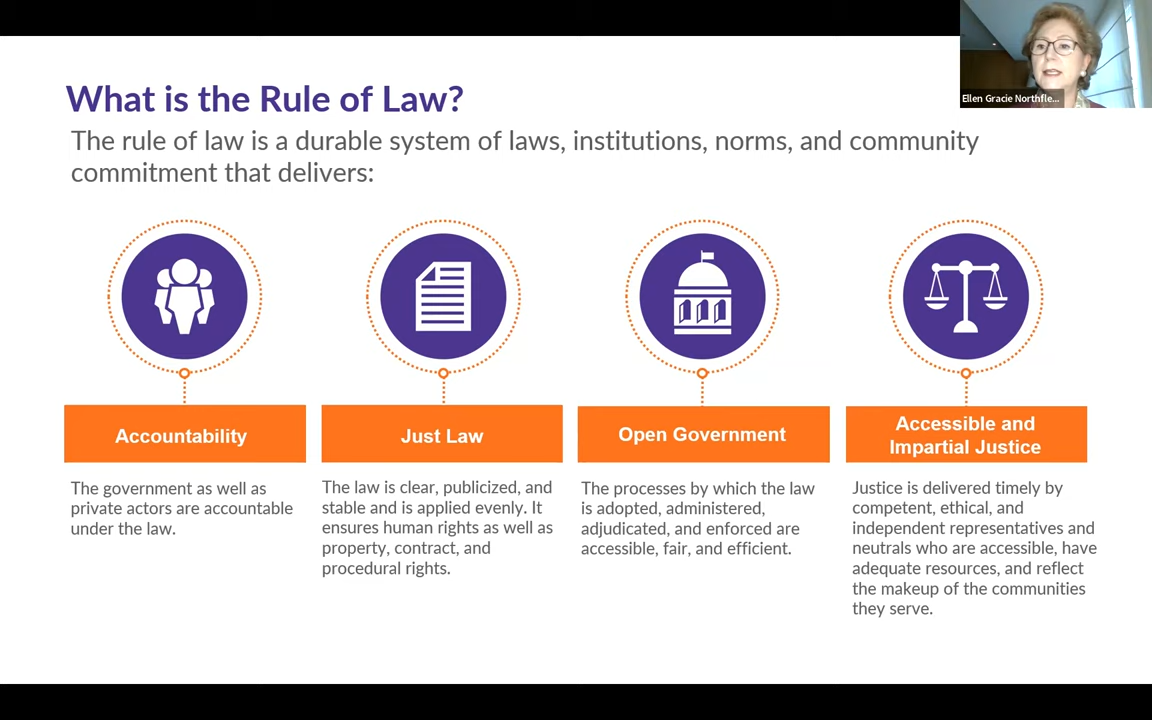 Ellen Gracie Northfle...
What is the Rule of Law?
The rule of law is a durable system of laws, institutions, norms, and community
commitment that delivers:
Accountability
The government as well as
private actors are accountable
under the law.
Just Law
The law is clear, publicized, and
stable and is applied evenly. It
ensures human rights as well as
property, contract, and
procedural rights.
Open Government
The processes by which the law
is adopted, administered,
adjudicated, and enforced are
accessible, fair, and efficient.
Accessible and
Impartial Justice
Justice is delivered timely by
competent, ethical, and
independent representatives and
neutrals who are accessible, have
adequate resources, and reflect
the makeup of the communities
they serve.